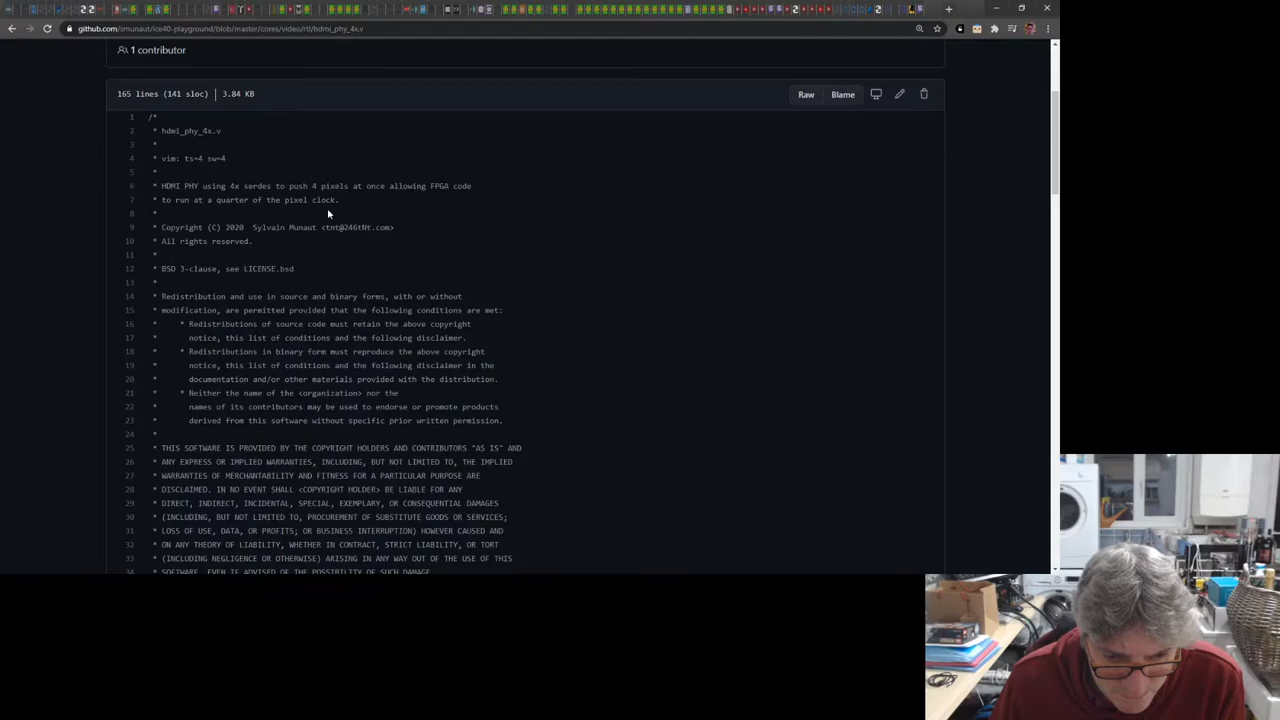 github.com/smunaut/ice40-playground/blob/master/cores/video/rtl/hdmi_phy_4x.v
1 contributor
165 lines (141 sloc) | 3.84 KB
Raw
Blame
1 /*
2 * hdmi_phy_4x.v
3 *
4 * vim: ts=4 sw=4
5 *
6 * HDMI PHY using 4x serdes to push 4 pixels at once allowing FPGA code
7 * to run at a quarter of the pixel clock.
8 *
9 * Copyright (C) 2020 Sylvain Munaut <tnt@246tNt.com>
10 * All rights reserved.
11 *
12 * BSD 3-clause, see LICENSE.bsd
13 *
14 * Redistribution and use in source and binary forms, with or without
15 * modification, are permitted provided that the following conditions are met:
16 * * Redistributions of source code must retain the above copyright
17 * notice, this list of conditions and the following disclaimer.
18 * * Redistributions in binary form must reproduce the above copyright
19 * notice, this list of conditions and the following disclaimer in the
20 * documentation and/or other materials provided with the distribution.
21 * * Neither the name of the <organization> nor the
22 * names of its contributors may be used to endorse or promote products
23 * derived from this software without specific prior written permission.
24 *
25 * THIS SOFTWARE IS PROVIDED BY THE COPYRIGHT HOLDERS AND CONTRIBUTORS "AS IS" AND
26 * ANY EXPRESS OR IMPLIED WARRANTIES, INCLUDING, BUT NOT LIMITED TO, THE IMPLIED
27 * WARRANTIES OF MERCHANTABILITY AND FITNESS FOR A PARTICULAR PURPOSE ARE
28 * DISCLAIMED. IN NO EVENT SHALL <COPYRIGHT HOLDER> BE LIABLE FOR ANY
29 * DIRECT, INDIRECT, INCIDENTAL, SPECIAL, EXEMPLARY, OR CONSEQUENTIAL DAMAGES
30 * (INCLUDING, BUT NOT LIMITED TO, PROCUREMENT OF SUBSTITUTE GOODS OR SERVICES;
31 * LOSS OF USE, DATA, OR PROFITS; OR BUSINESS INTERRUPTION) HOWEVER CAUSED AND
32 * ON ANY THEORY OF LIABILITY, WHETHER IN CONTRACT, STRICT LIABILITY, OR TORT
33 * (INCLUDING NEGLIGENCE OR OTHERWISE) ARISING IN ANY WAY OUT OF THE USE OF THIS
34 * SOFTWARE, EVEN IF ADVISED OF THE POSSIBILITY OF SUCH DAMAGE